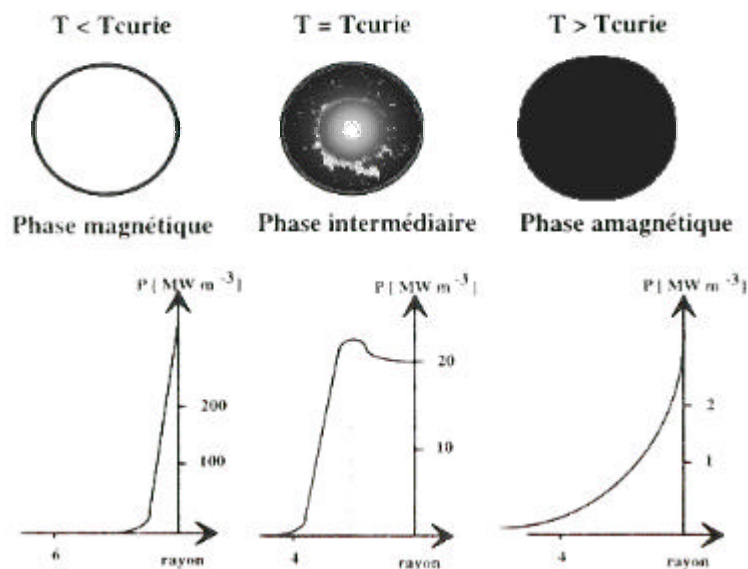 T < Tcurie
T = Tcurie
T > Tcurie
Phase magnétique
Phase intermédiaire
Phase amagnétique
P [ MW m -3]
200
100
6
rayon
P [ MW m -3]
20
10
4
rayon
P [ MW m -3]
2
1
4
rayon